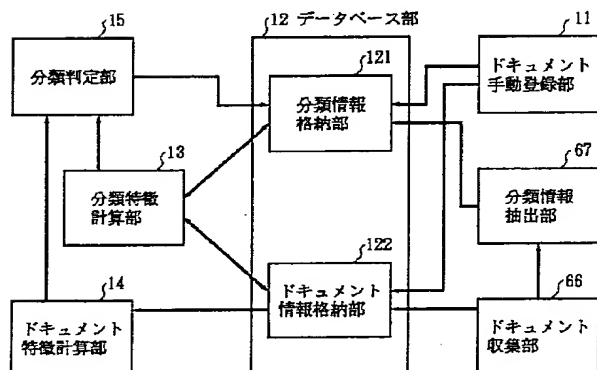 15
分類判定部
12 データベース部
121
分類情報
格納部
11
ドキュメント
手動登録部
13
分類特徴
計算部
67
分類情報
抽出部
122
ドキュメント
情報格納部
14
ドキュメント
特徴計算部
66
ドキュメント
収集部